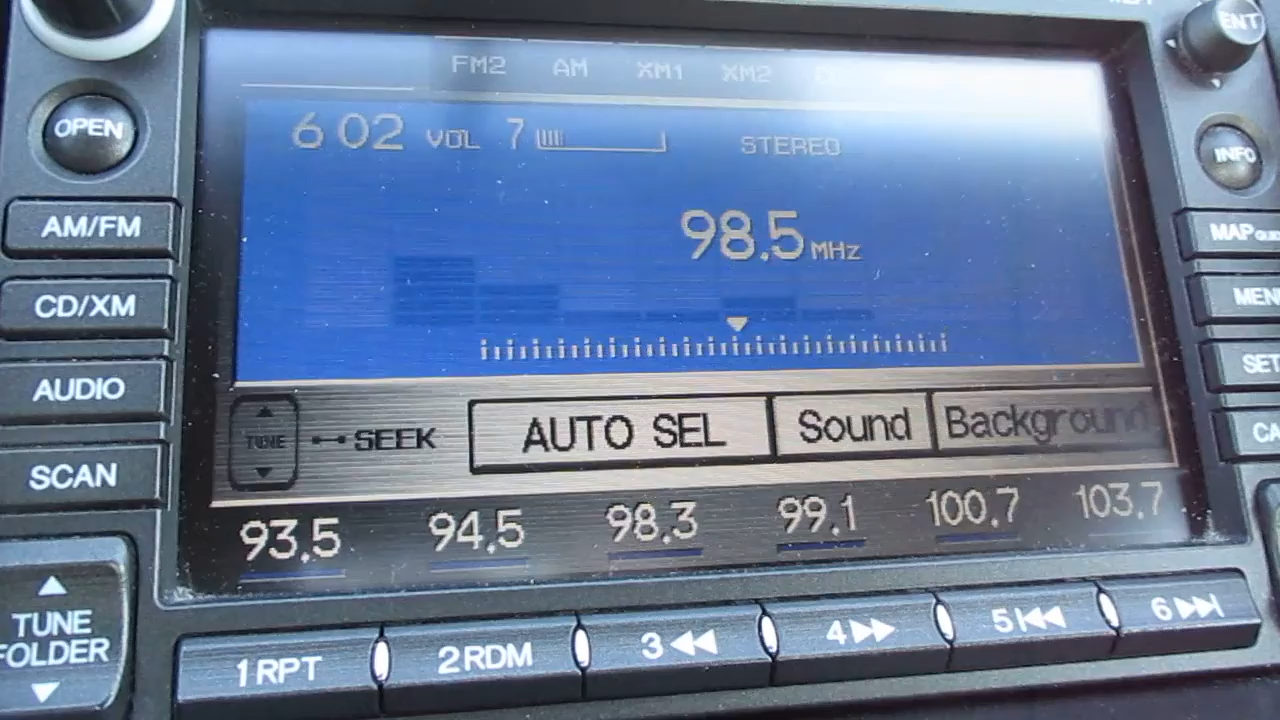 ENT
FM2 AM XM1 XM2
OPEN
6 02 VOL 7 STEREO
INFO
AM/FM
98.5 MHz
MAP
CD/XM
AUDIO
TUNE SEEK AUTO SEL Sound Background
SCAN
93.5 94.5 98.3 99.1 100.7 103.7
TUNE
FOLDER
1 RPT 2 RDM 3 4 5 6